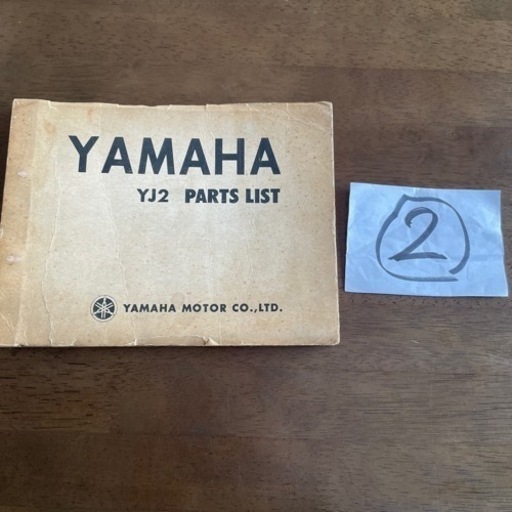 YAMAHA
YJ2 PARTS LIST
YAMAHA MOTOR CO.,LTD.
2